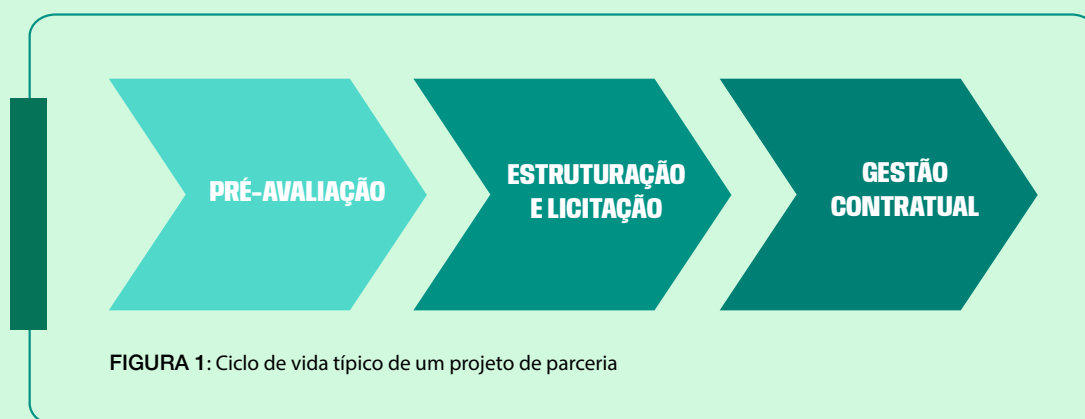 PRÉ-AVALIAÇÃO
ESTRUTURAÇÃO
E LICITAÇÃO
GESTÃO
CONTRATUAL
FIGURA 1: Ciclo de vida típico de um projeto de parceria